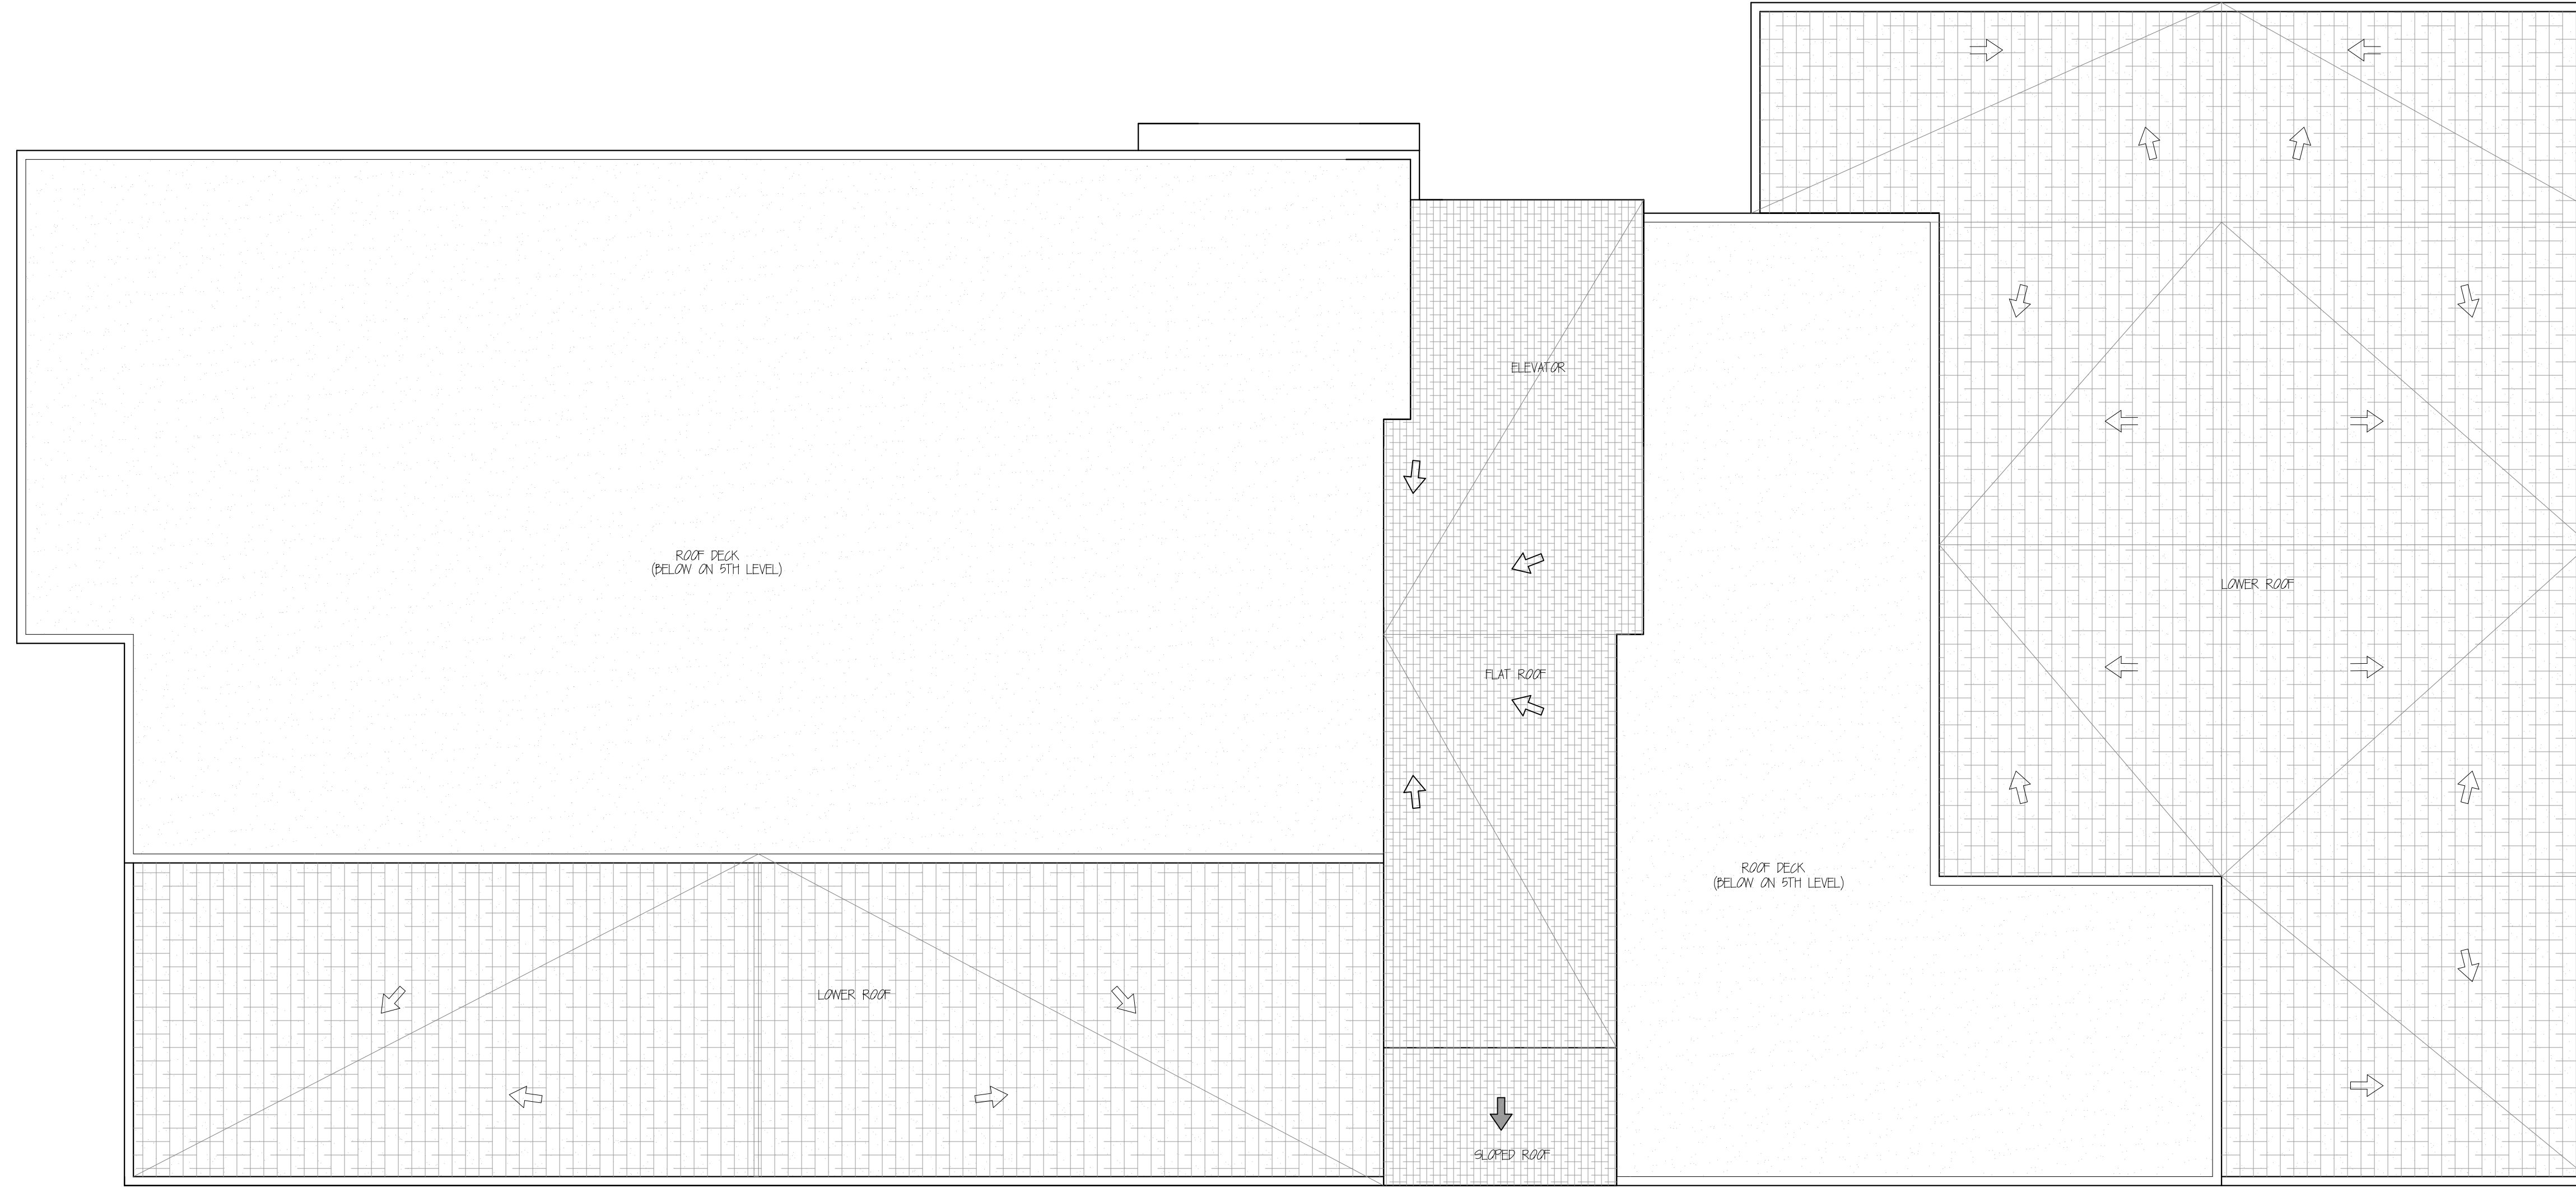 ELEVATOR
ROOF DECK
(BELOW ON 5TH LEVEL)
LOWER ROOF
FLAT ROOF
ROOF DECK
(BELOW ON 5TH LEVEL)
LOWER ROOF
SLOPED ROOF